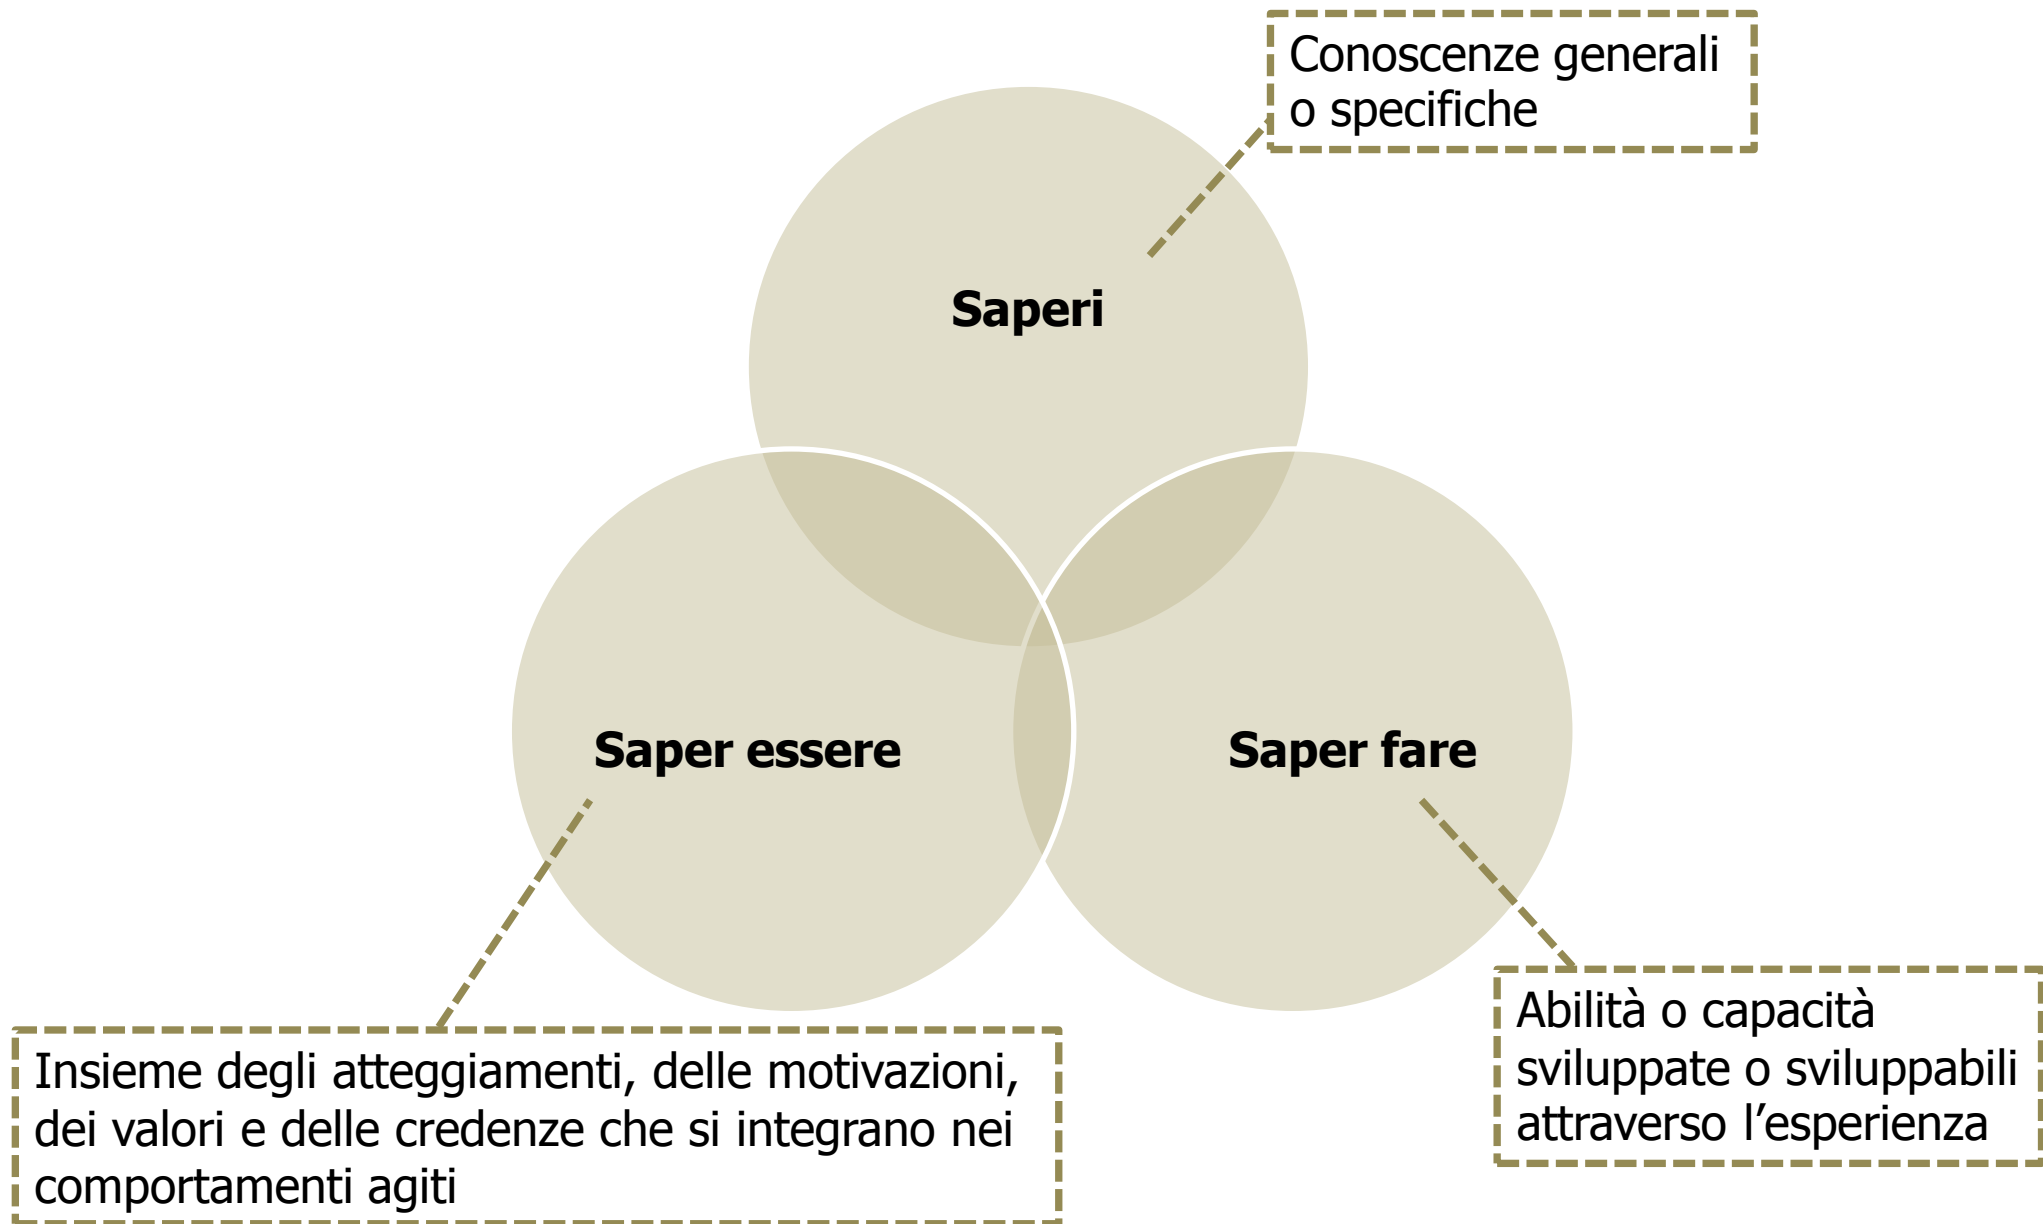 Conoscenze generali
o specifiche
Saperi
Saper essere
Saper fare
Insieme degli atteggiamenti, delle motivazioni,
dei valori e delle credenze che si integrano nei
comportamenti agiti
Abilità o capacità
sviluppate o sviluppabili
attraverso l’esperienza